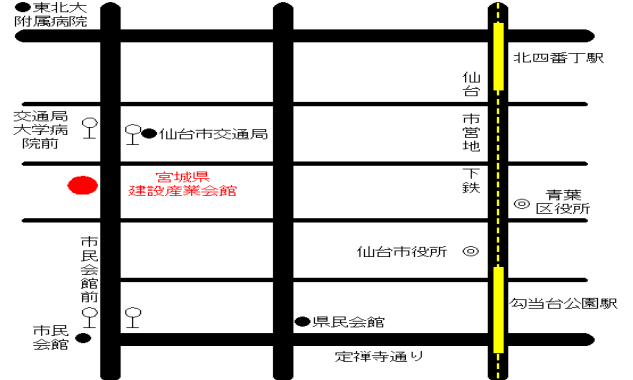 東北大
附属病院
北四番丁駅
仙台市営地下鉄
交通局
大学病
院前
仙台市交通局
宮城県
建設産業会館
青葉
区役所
市民会館前
仙台市役所
勾当台公園駅
県民会館
市民
会館
定禅寺通り